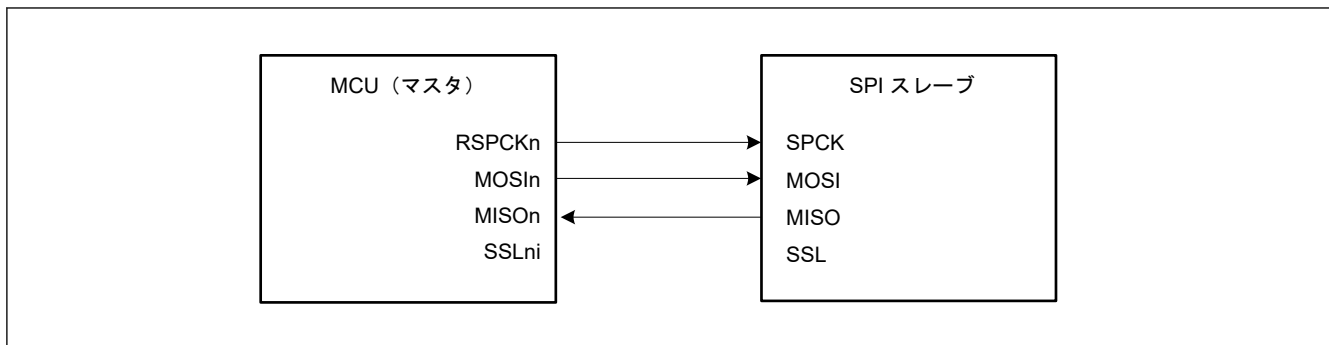 MCU（マスタ）
RSPCKn
MOSIn
MISOn
SSLni
SPI スレーブ
SPCK
MOSI
MISO
SSL